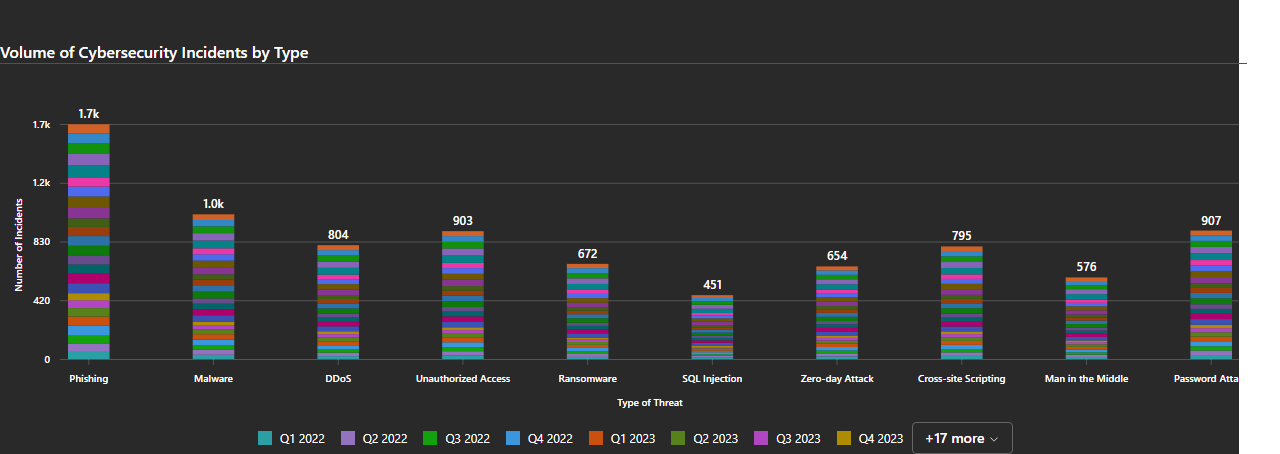 Volume of Cybersecurity Incidents by Type
1.7k
1.7k
1.2k
1.0k
903
907
804
795
830
672
654
576
451
420
0
Number of Incidents
Phishing Malware DDoS Unauthorized Access Ransomware SQL Injection Zero-day Attack Cross-site Scripting Man in the Middle Password Atta
Type of Threat
Q1 2022 Q2 2022 Q3 2022 Q4 2022 Q1 2023 Q2 2023 Q3 2023 Q4 2023 +17 more